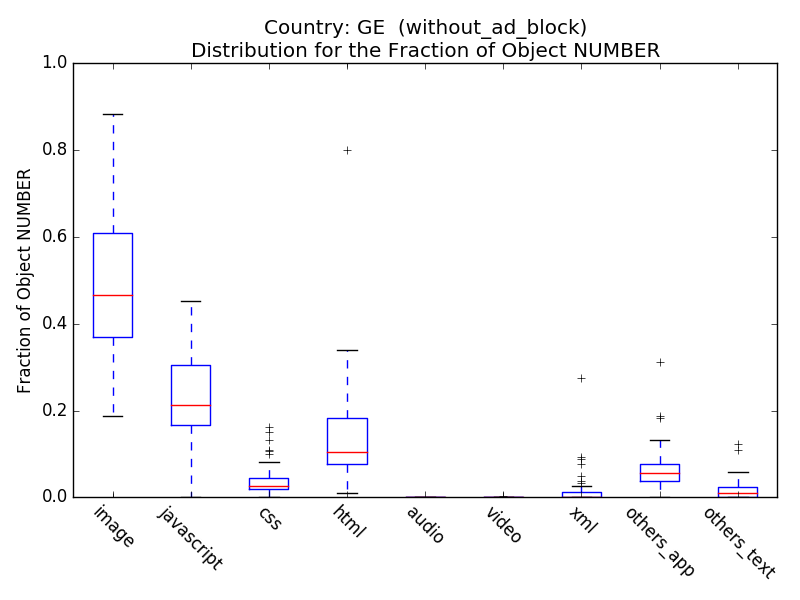 Country: GE  (without_ad_block)
Distribution for the Fraction of Object NUMBER
Fraction of Object NUMBER
1.0
0.8
0.6
0.4
0.2
0.0
image
javascript
css
html
audio
video
xml
others_app
others_text